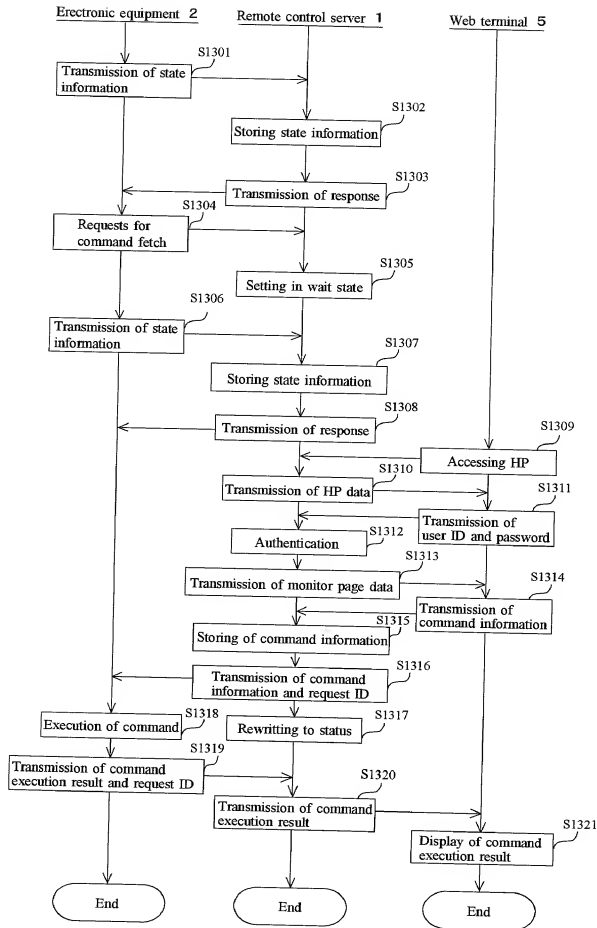 Erectronic equipment 2
Remote control server 1
Web terminal 5
S1301
Transmission of state
information
S1302
Storing state information
S1303
Transmission of response
S1304
Requests for
command fetch
S1305
Setting in wait state
S1306
Transmission of state
information
S1307
Storing state information
S1308
Transmission of response
S1309
Accessing HP
S1310
Transmission of HP data
S1311
Transmission of
user ID and password
S1312
Authentication
S1313
Transmission of monitor page data
S1314
Transmission of
command information
S1315
Storing of command information
S1316
Transmission of command
information and request ID
S1317
Rewritting to status
S1318
Execution of command
S1319
Transmission of command
execution result and request ID
S1320
Transmission of command
execution result
S1321
Display of command
execution result
End
End
End